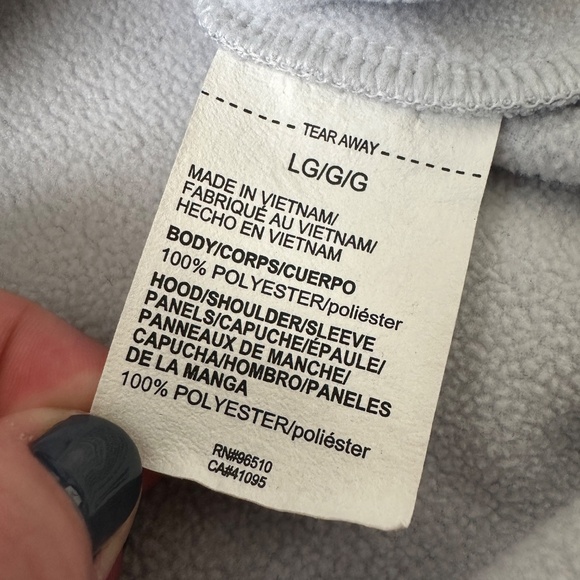 TEAR AWAY
LG/G/G
MADE IN VIETNAM/
FABRIQUÉ AU VIETNAM/
HECHO EN VIETNAM
BODY/CORPS/CUERPO
100% POLYESTER/poliéster
HOOD/SHOULDER/SLEEVE
PANELS/CAPUCHE/ÉPAULE/
PANNEAUX DE MANCHE/
CAPUCHA/HOMBRO/PANELES
DE LA MANGA
100% POLYESTER/poliéster
RN#96510
CA#41095